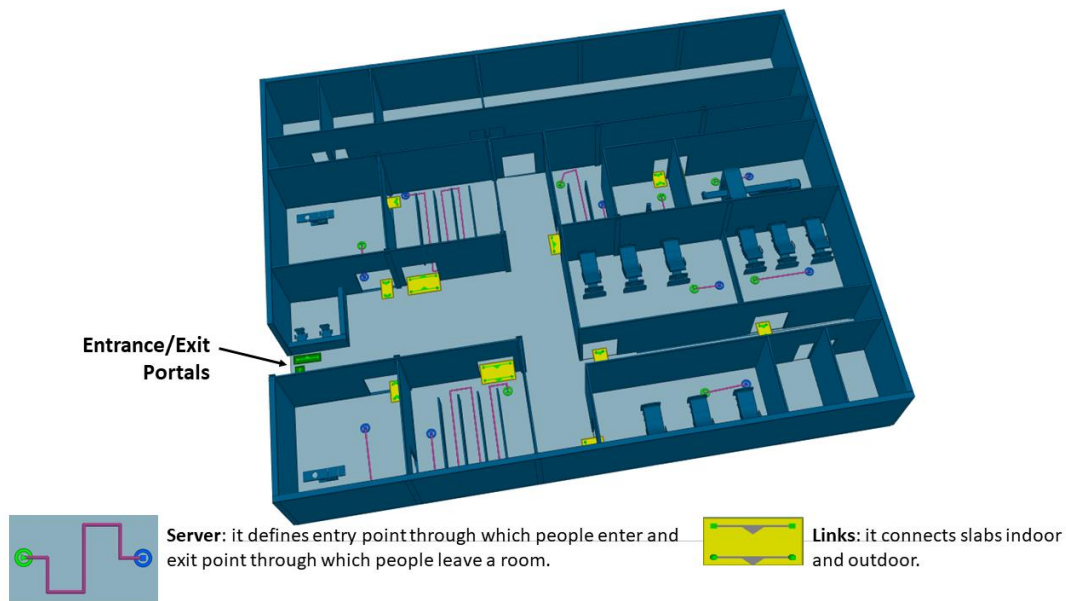 Entrance/Exit
Portals
Server: it defines entry point through which people enter and
exit point through which people leave a room.
Links: it connects slabs indoor
and outdoor.